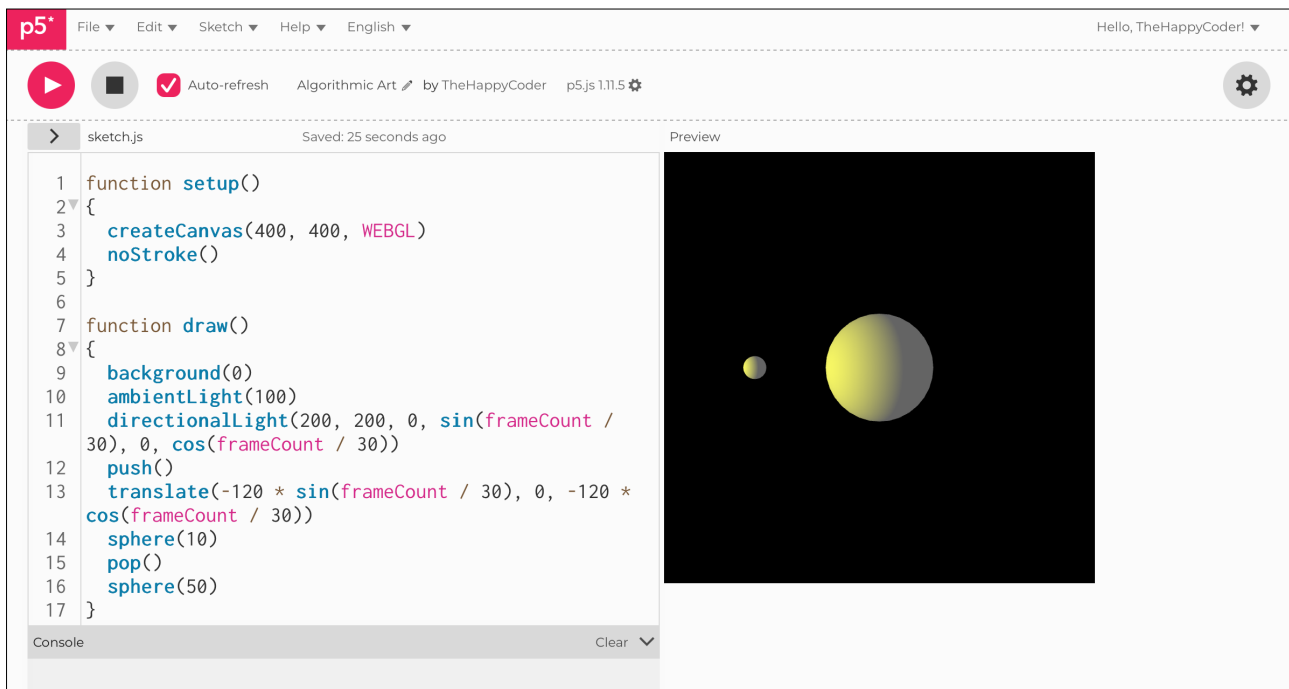 p5* File Edit Sketch Help English Hello, TheHappyCoder!
Auto-refresh Algorithmic Art by TheHappyCoder p5.js 1.11.5
sketch.js Saved: 25 seconds ago Preview
1 function setup()
2 {
3 createCanvas(400, 400, WEBGL)
4 noStroke()
5 }
6
7 function draw()
8 {
9 background(0)
10 ambientLight(100)
11 directionalLight(200, 200, 0, sin(frameCount /
30), 0, cos(frameCount / 30))
12 push()
13 translate(-120 * sin(frameCount / 30), 0, -120 *
cos(frameCount / 30))
14 sphere(10)
15 pop()
16 sphere(50)
17 }
Console Clear